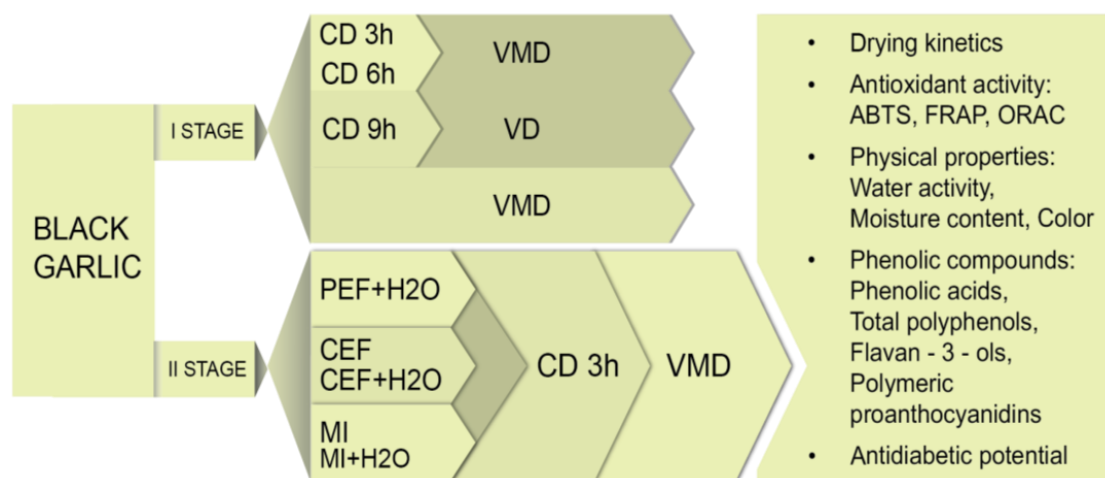 BLACK
GARLIC
I STAGE
CD 3h
CD 6h
VMD
CD 9h
VD
VMD
II STAGE
PEF+H2O
CEF
CEF+H2O
MI
MI+H2O
CD 3h
VMD
• Drying kinetics
• Antioxidant activity:
ABTS, FRAP, ORAC
• Physical properties:
Water activity,
Moisture content, Color
• Phenolic compounds:
Phenolic acids,
Total polyphenols,
Flavan - 3 - ols,
Polymeric
proanthocyanidins
• Antidiabetic potential